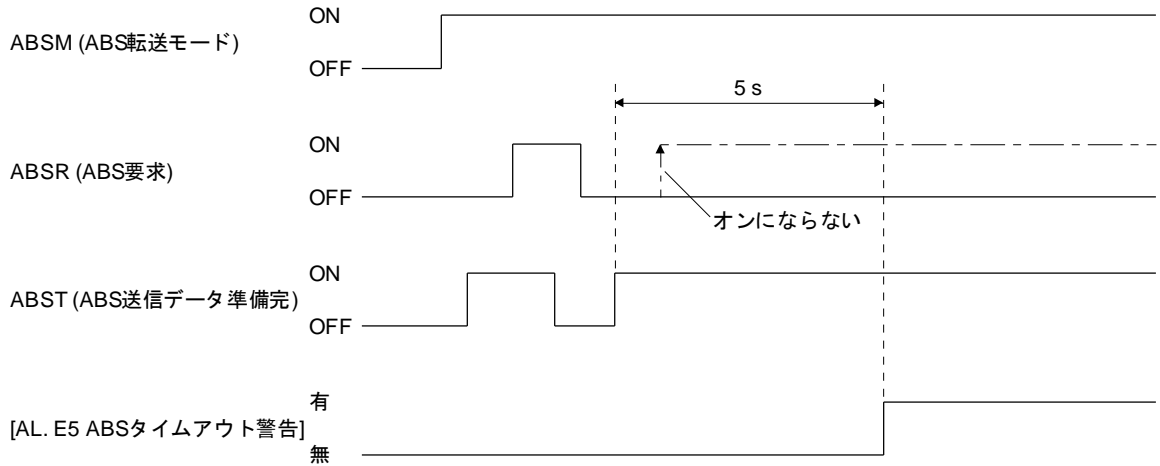 ON
ABSM (ABS転送モード)
OFF
5 s
ON
ABSR (ABS要求)
OFF
オンにならない
ON
ABST (ABS送信データ準備完)
OFF
有
[AL. E5 ABSタイムアウト警告]
無